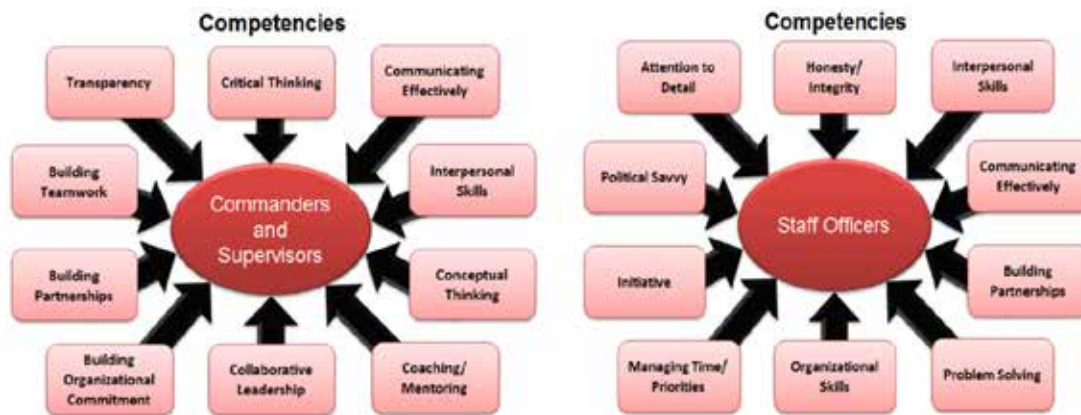 Competencies
Transparency
Critical Thinking
Communicating
Effectively
Building
Teamwork
Interpersonal
Skills
Commanders
and
Supervisors
Building
Partnerships
Conceptual
Thinking
Building
Organizational
Commitment
Collaborative
Leadership
Coaching/
Mentoring
Competencies
Attention to
Detail
Honesty/
Integrity
Interpersonal
Skills
Political Savvy
Communicating
Effectively
Staff Officers
Initiative
Building
Partnerships
Managing Time/
Priorities
Organizational
Skills
Problem Solving